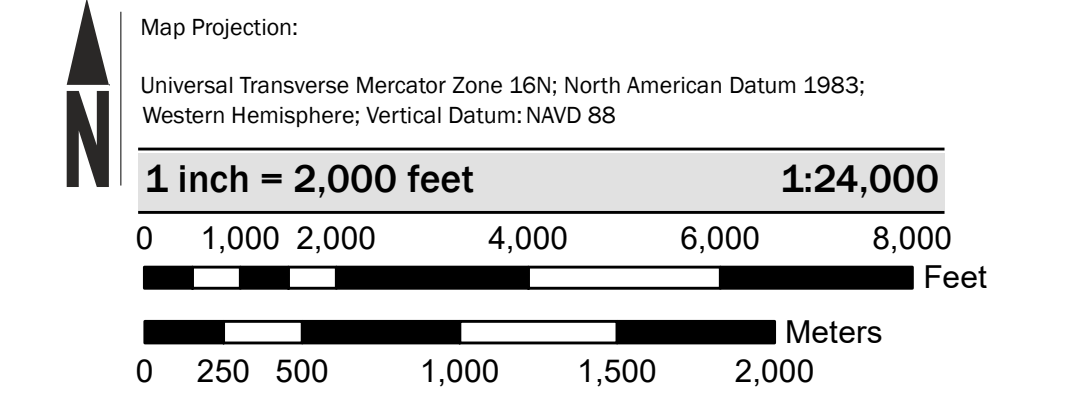 N
Map Projection:
Universal Transverse Mercator Zone 16N; North American Datum 1983;
Western Hemisphere; Vertical Datum: NAVD 88
1 inch = 2,000 feet 1:24,000
0 1,000 2,000 4,000 6,000 8,000
Feet
Meters
0 250 500 1,000 1,500 2,000